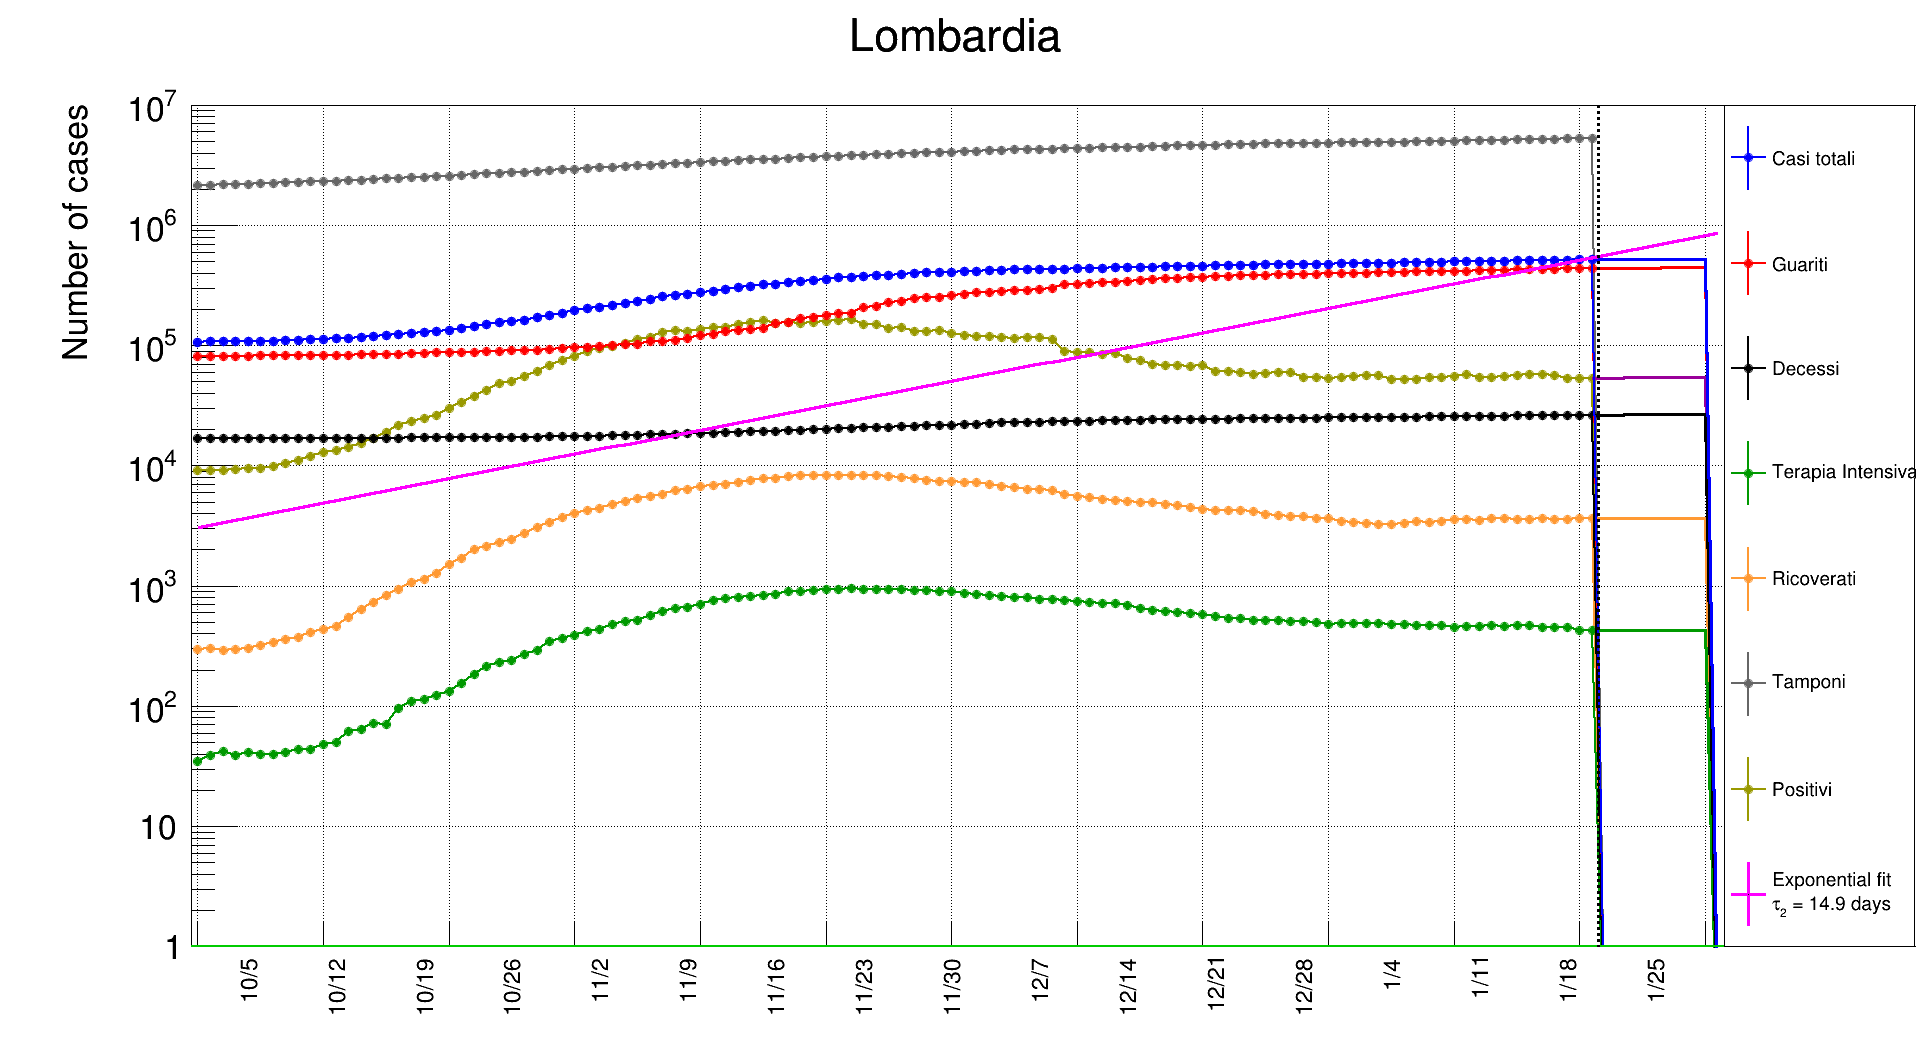 Lombardia
Number of cases
10^7
10^6
10^5
10^4
10^3
10^2
10
1
10/5
10/12
10/19
10/26
11/2
11/9
11/16
11/23
11/30
12/7
12/14
12/21
12/28
1/4
1/11
1/18
1/25
Casi totali
Guariti
Decessi
Terapia Intensiva
Ricoverati
Tamponi
Positivi
Exponential fit
τ_2 = 14.9 days